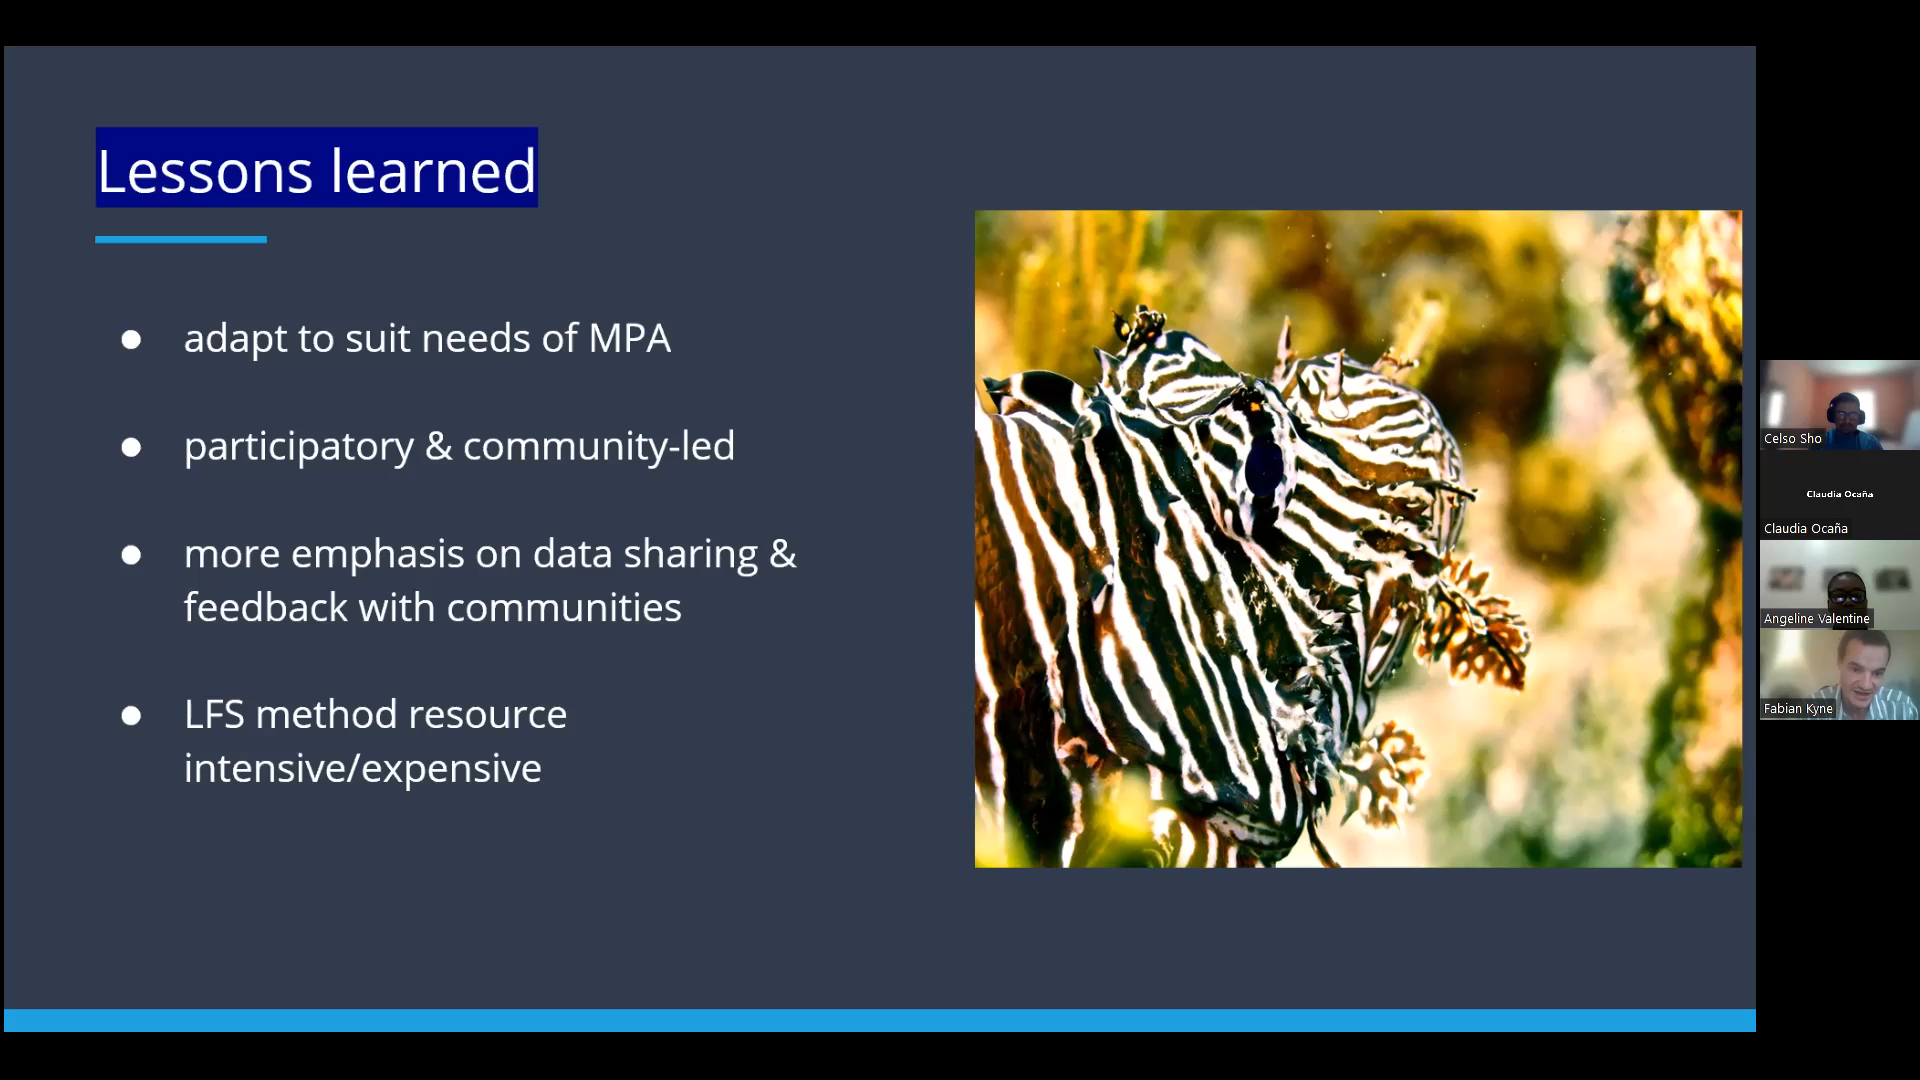 Lessons learned
adapt to suit needs of MPA
participatory & community-led
more emphasis on data sharing &
feedback with communities
LFS method resource
intensive/expensive
Celso Sho
Claudia Ocaña
Claudia Ocaña
Angeline Valentine
Fabian Kyne